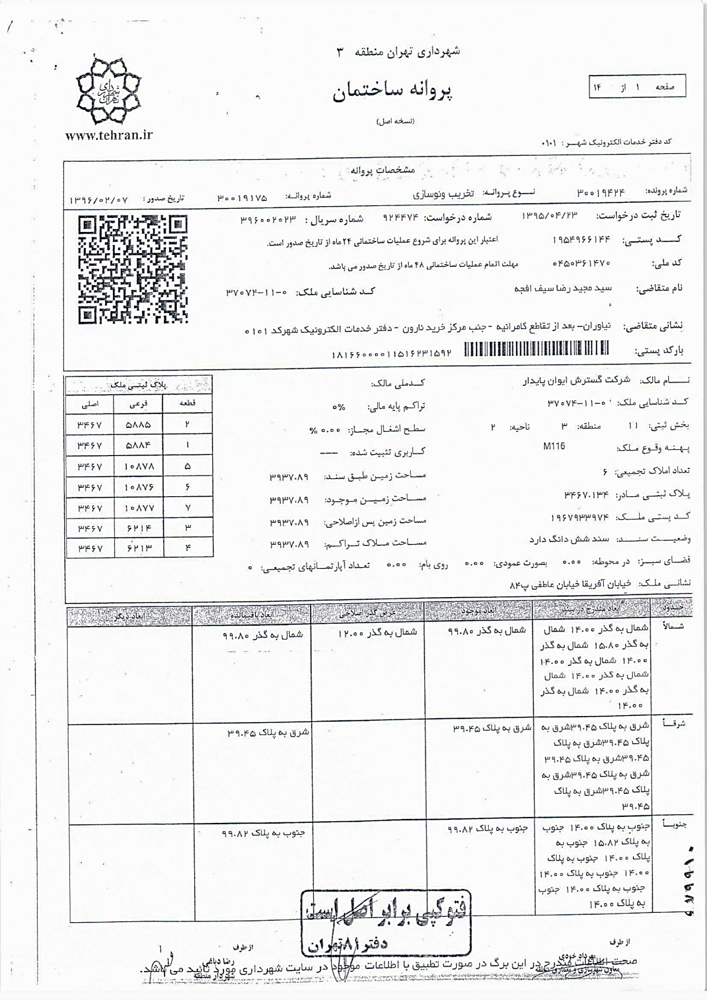 شهرداری تهران منطقه ۳
پروانه ساختمان
(نسخه اصل)
صفحه ۱ از ۱۴
شهرداری تهران
www.tehran.ir
کد دفتر خدمات الکترونیک شهر : ۰۱۰۱
مشخصات پروانه
شماره پرونده: ۳۰۰۱۹۴۲۴ نوع پروانه: تخریب ونوسازی شماره پروانه: ۳۰۰۱۹۱۷۵ تاریخ صدور : ۱۳۹۶/۰۲/۰۷
تاریخ ثبت درخواست: ۱۳۹۵/۰۴/۲۳ شماره درخواست: ۹۲۴۴۷۴ شماره سریال : ۳۹۶۰۰۲۰۲۳
کد پستی: ۱۹۵۴۹۶۶۱۴۴ اعتبار این پروانه برای شروع عملیات ساختمانی ۲۴ ماه از تاریخ صدور است.
کد ملی: ۰۴۵۰۳۶۱۴۷۰ مهلت اتمام عملیات ساختمانی ۴۸ ماه از تاریخ صدور می باشد.
نام متقاضی: سید مجید رضا سیف افجه کد شناسایی ملک: ۰-۱۱-۳۷۰۷۴
نشانی متقاضی: نیاوران- بعد از تقاطع کامرانیه - جنب مرکز خرید نارون - دفتر خدمات الکترونیک شهرکد ۰۱۰۱
بارکد پستی: ۱۸۱۶۶۰۰۰۰۱۱۵۱۶۲۳۱۵۹۲
نام مالک: شرکت گسترش ایوان پایدار کدملی مالک:
کد شناسایی ملک: ۰-۱۱-۳۷۰۷۴ تراکم پایه مالی: ۰%
بخش ثبتی: ۱۱ منطقه: ۳ ناحیه: ۲ سطح اشغال مجاز: ۰.۰۰ %
پهنه وقوع ملک: M116 کاربری تثبیت شده: ---
تعداد املاک تجمیعی: ۶ مساحت زمین طبق سند: ۳۹۳۷.۸۹
پلاک ثبتی مادر: ۳۴۶۷.۱۳۴ مساحت زمین موجود: ۳۹۳۷.۸۹
کد پستی ملک: ۱۹۶۷۹۳۳۹۷۴ مساحت زمین پس ازاصلاحی: ۳۹۳۷.۸۹
وضعیت سند: سند شش دانگ دارد مساحت ملاک تراکم: ۳۹۳۷.۸۹
پلاک ثبتی ملک
قطعه فرعی اصلی
۲ ۵۸۸۵ ۳۴۶۷
۱ ۵۸۸۴ ۳۴۶۷
۵ ۱۰۸۷۸ ۳۴۶۷
۶ ۱۰۸۷۶ ۳۴۶۷
۷ ۱۰۸۷۷ ۳۴۶۷
۳ ۶۲۱۴ ۳۴۶۷
۴ ۶۲۱۳ ۳۴۶۷
فضای سبز: در محوطه: ۰.۰۰ بصورت عمودی: ۰.۰۰ روی بام: ۰.۰۰ تعداد آپارتمانهای تجمیعی: ۰
نشانی ملک: خیابان آفریقا خیابان عاطفی پ۸۴
حدود ابعاد مندرج در سند ابعاد موجود عرض گذر اصلاحی ابعاد باقیمانده ابعاد دیگر
شمالاً شمال به گذر ۱۴.۰۰ شمال شمال به گذر ۹۹.۸۰ شمال به گذر ۱۲.۰۰ شمال به گذر ۹۹.۸۰
به گذر ۱۵.۸۰ شمال به گذر
۱۴.۰۰ شمال به گذر ۱۴.۰۰
شمال به گذر ۱۴.۰۰ شمال
به گذر ۱۴.۰۰ شمال به گذر
۱۴.۰۰
شرقاً شرق به پلاک ۳۹.۴۵شرق به شرق به پلاک ۳۹.۴۵ شرق به پلاک ۳۹.۴۵
پلاک ۳۹.۴۵شرق به پلاک
۳۹.۴۵شرق به پلاک ۳۹.۴۵
شرق به پلاک ۳۹.۴۵شرق به
پلاک ۳۹.۴۵شرق به پلاک
۳۹.۴۵
جنوباً جنوب به پلاک ۱۴.۰۰ جنوب جنوب به پلاک ۹۹.۸۲ جنوب به پلاک ۹۹.۸۲
به پلاک ۱۵.۸۲ جنوب به
پلاک ۱۴.۰۰ جنوب به پلاک
۱۴.۰۰ جنوب به پلاک ۱۴.۰۰
جنوب به پلاک ۱۴.۰۰ جنوب
به پلاک ۱۴.۰۰
فتوکپی برابر اصل است
دفتر ۸۱ تهران
از طرف
مهرداد خودی
معاون شهرسازی و معماری منطقه
از طرف
رضا دباغی
شهردار منطقه
صحت اطلاعات مندرج در این برگ در صورت تطبیق با اطلاعات موجود در سایت شهرداری مورد تائید می باشد.